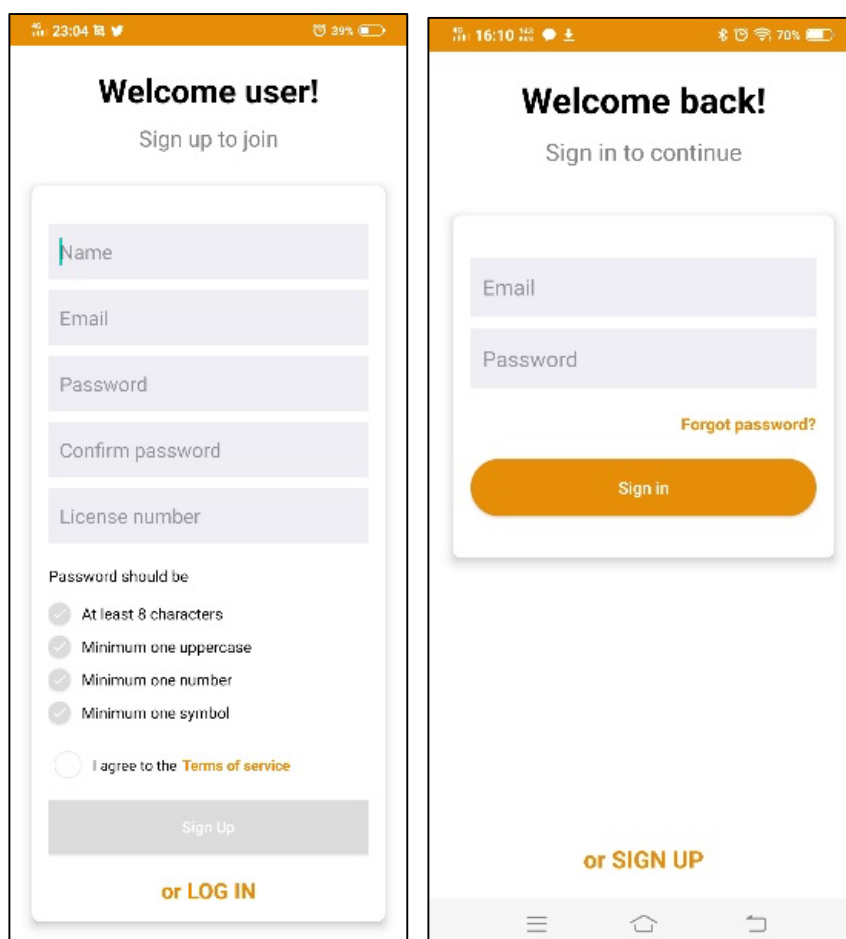 23:04
39%
Welcome user!
Sign up to join
Name
Email
Password
Confirm password
License number
Password should be
At least 8 characters
Minimum one uppercase
Minimum one number
Minimum one symbol
I agree to the Terms of service
Sign Up
or LOG IN
16:10
70%
Welcome back!
Sign in to continue
Email
Password
Forgot password?
Sign in
or SIGN UP